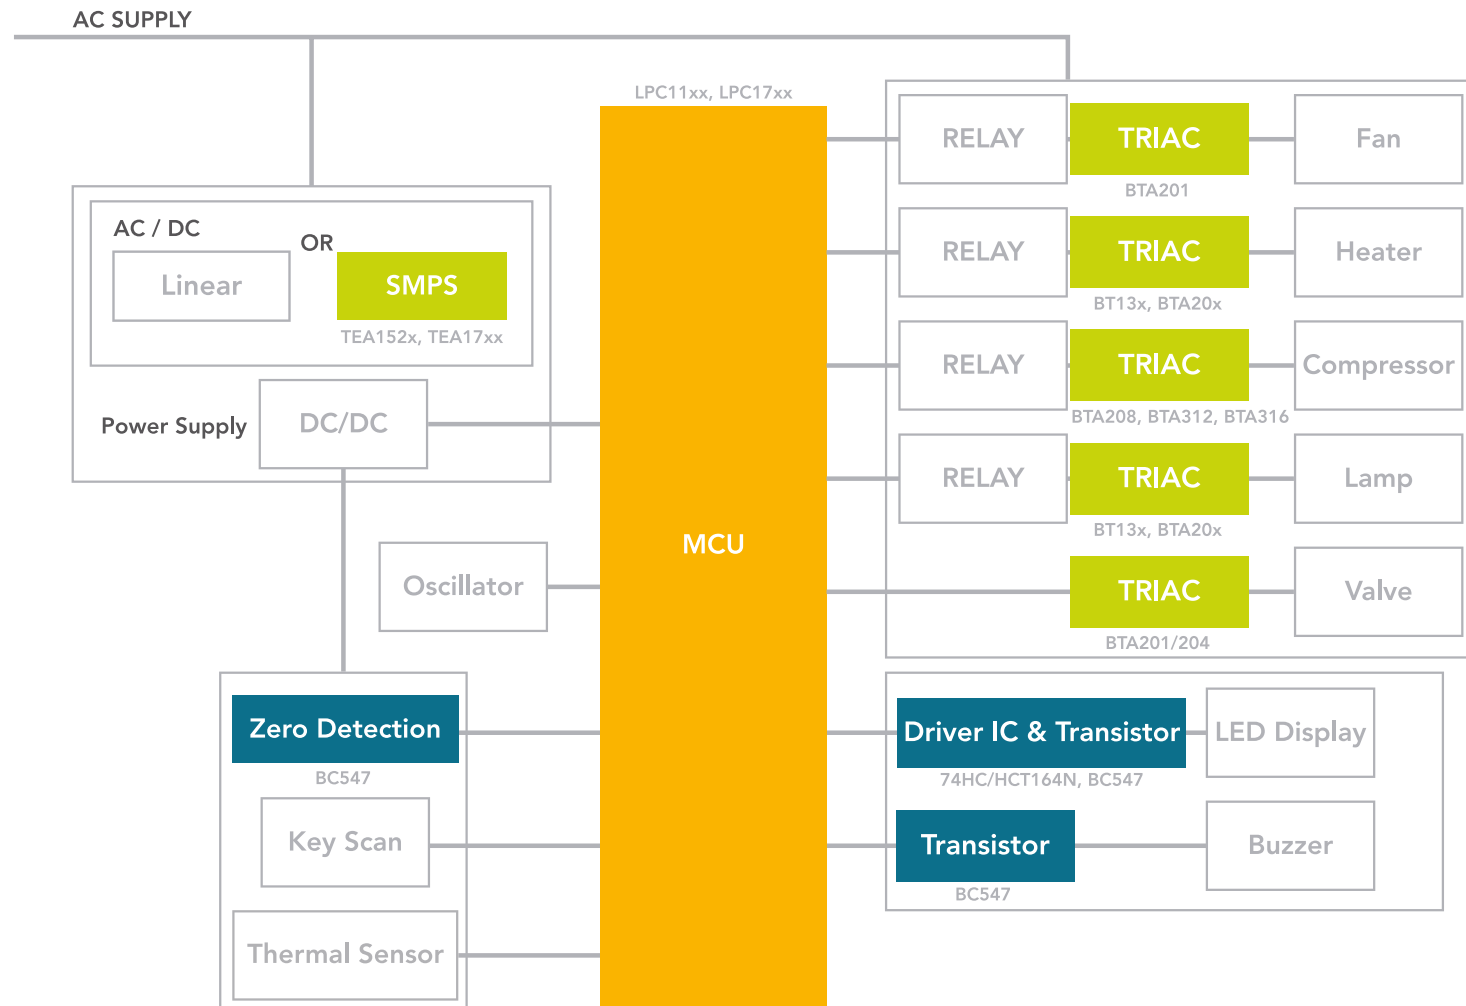 AC SUPPLY
LPC11xx, LPC17xx
RELAY
TRIAC
Fan
BTA201
AC / DC
OR
Linear
SMPS
TEA152x, TEA17xx
RELAY
TRIAC
Heater
BT13x, BTA20x
RELAY
TRIAC
Compressor
BTA208, BTA312, BTA316
Power Supply
DC/DC
RELAY
TRIAC
Lamp
BT13x, BTA20x
MCU
Oscillator
TRIAC
Valve
BTA201/204
Zero Detection
BC547
Driver IC & Transistor
LED Display
74HC/HCT164N, BC547
Key Scan
Transistor
Buzzer
BC547
Thermal Sensor